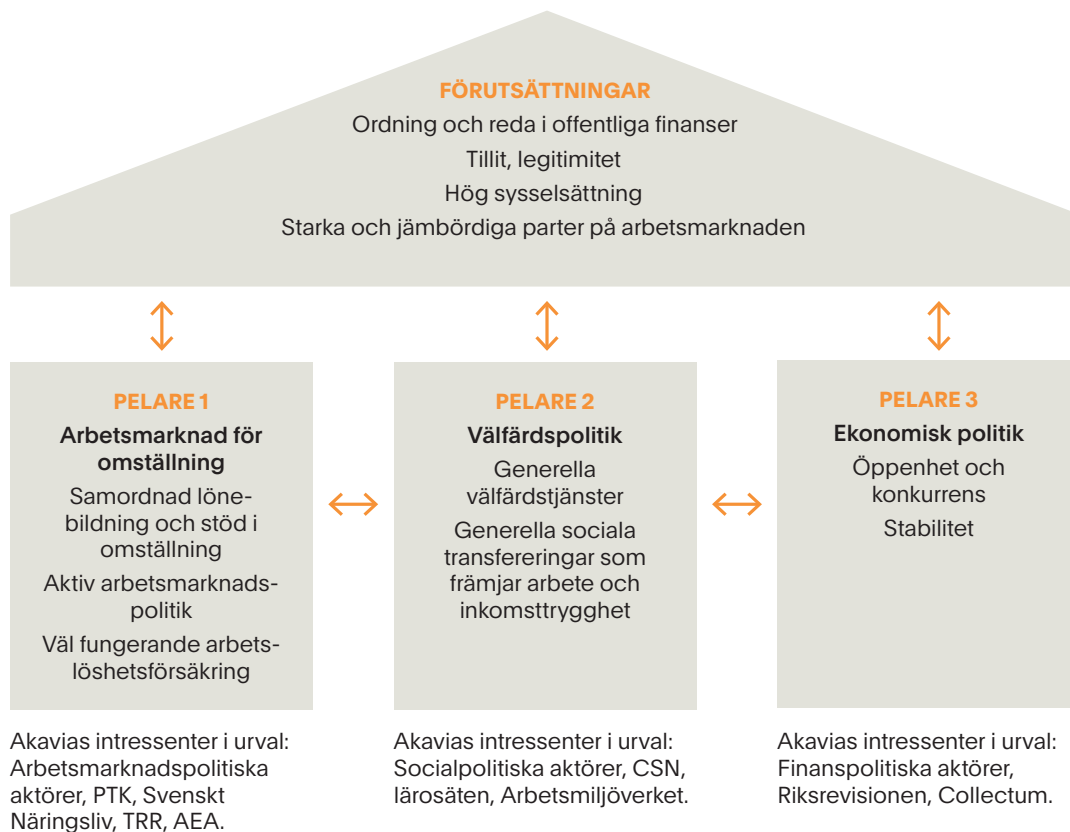 FÖRUTSÄTTNINGAR
Ordning och reda i offentliga finanser
Tillit, legitimitet
Hög sysselsättning
Starka och jämbördiga parter på arbetsmarknaden
PELARE 1
Arbetsmarknad för
omställning
Samordnad löne-
bildning och stöd i
omställning
Aktiv arbetsmarknads-
politik
Väl fungerande arbets-
löshetsförsäkring
PELARE 2
Välfärdspolitik
Generella
välfärdstjänster
Generella sociala
transfereringar som
främjar arbete och
inkomsttrygghet
PELARE 3
Ekonomisk politik
Öppenhet och
konkurrens
Stabilitet
Akavias intressenter i urval:
Arbetsmarknadspolitiska
aktörer, PTK, Svenskt
Näringsliv, TRR, AEA.
Akavias intressenter i urval:
Socialpolitiska aktörer, CSN,
lärosäten, Arbetsmiljöverket.
Akavias intressenter i urval:
Finanspolitiska aktörer,
Riksrevisionen, Collectum.